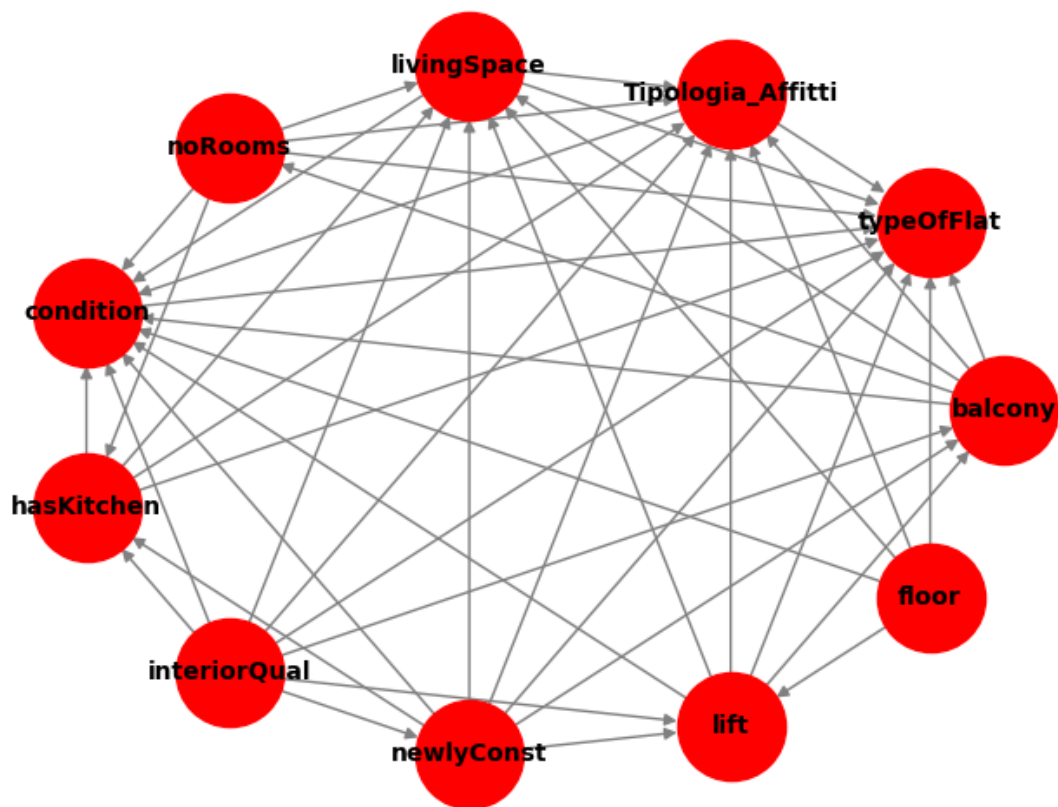 livingSpace
Tipologia_Affitti
noRooms
typeOfFlat
condition
balcony
hasKitchen
floor
interiorQual
lift
newlyConst